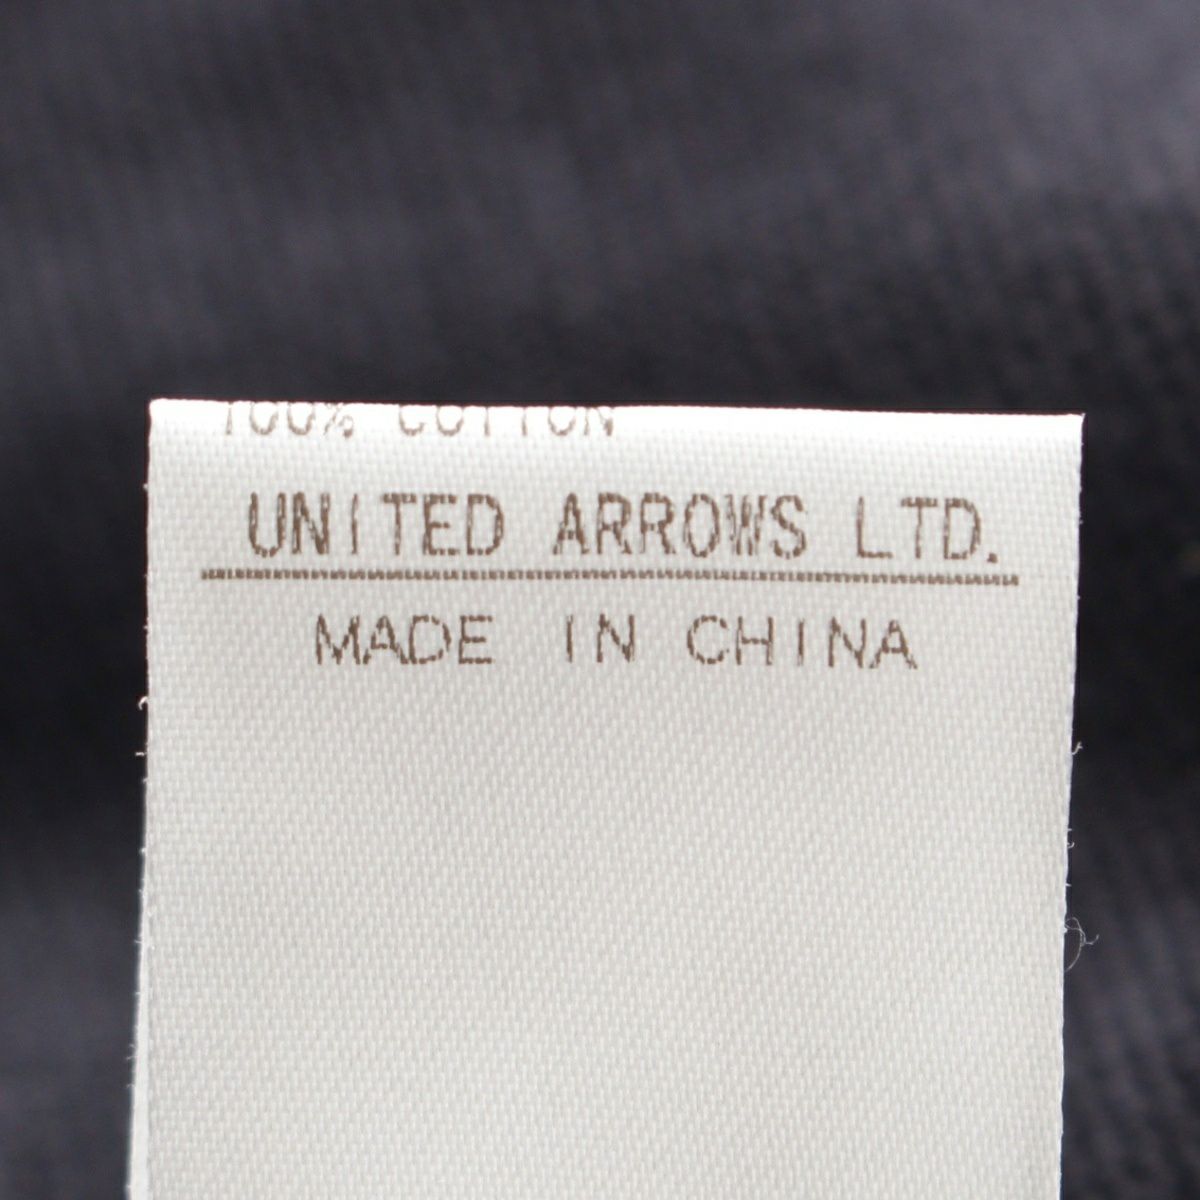 100% COTTON
UNITED ARROWS LTD.
MADE IN CHINA